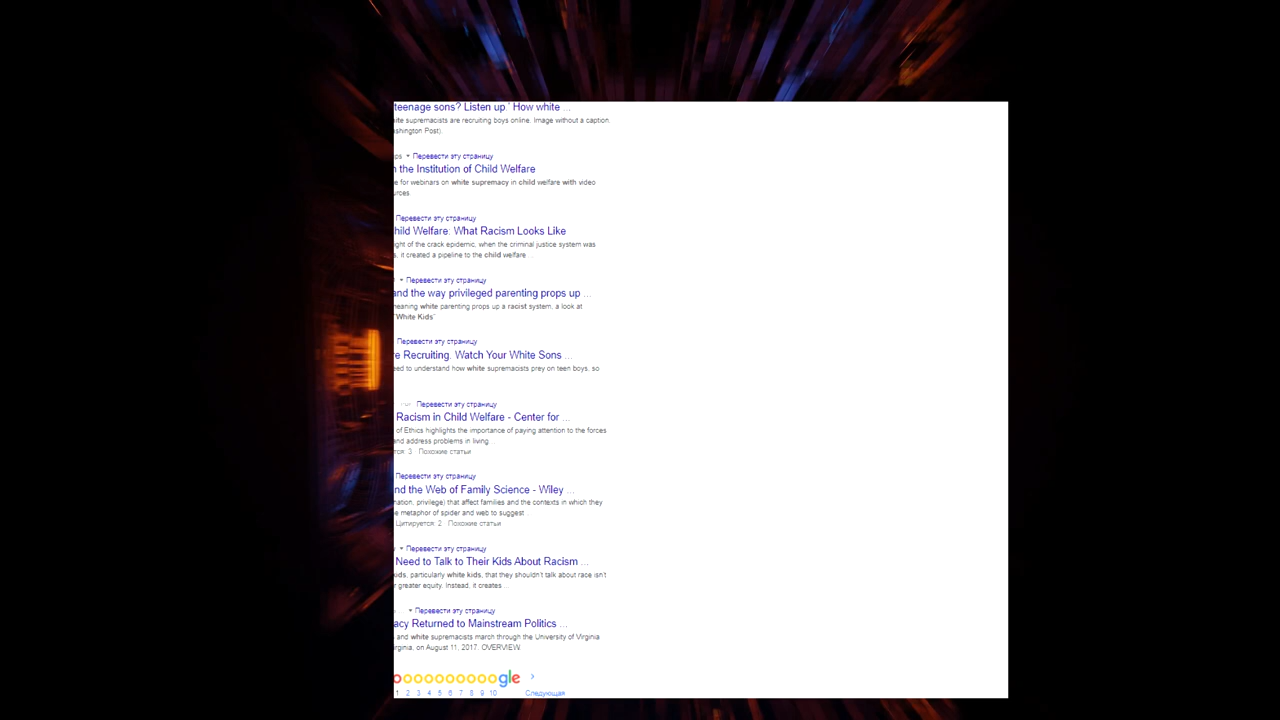 teenage sons? Listen up.' How white ...
ite supremacists are recruiting boys online. Image without a caption.
ashington Post).
ops ▾ Перевести эту страницу
n the Institution of Child Welfare
e for webinars on white supremacy in child welfare with video
urces
Перевести эту страницу
hild Welfare: What Racism Looks Like
ight of the crack epidemic, when the criminal justice system was
s, it created a pipeline to the child welfare ...
▾ Перевести эту страницу
and the way privileged parenting props up ...
meaning white parenting props up a racist system, a look at
"White Kids"
Перевести эту страницу
re Recruiting. Watch Your White Sons ...
eed to understand how white supremacists prey on teen boys, so
Перевести эту страницу
Racism in Child Welfare - Center for ...
of Ethics highlights the importance of paying attention to the forces
and address problems in living. ...
тся: 3 Похожие статьи
Перевести эту страницу
nd the Web of Family Science - Wiley ...
nation, privilege) that affect families and the contexts in which they
e metaphor of spider and web to suggest ...
Цитируется: 2 Похожие статьи
▾ Перевести эту страницу
Need to Talk to Their Kids About Racism ...
kids, particularly white kids, that they shouldn't talk about race isn't
r greater equity. Instead, it creates ...
▾ Перевести эту страницу
acy Returned to Mainstream Politics ...
s and white supremacists march through the University of Virginia
irginia, on August 11, 2017. OVERVIEW.
oooooooooogle >
1 2 3 4 5 6 7 8 9 10 Следующая